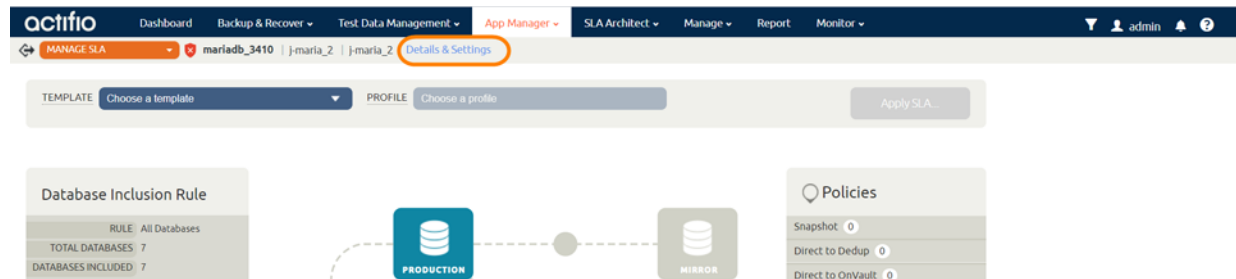 actifio Dashboard Backup & Recover Test Data Management App Manager SLA Architect Manage Report Monitor admin ?
MANAGE SLA mariadb_3410 | j-maria_2 | j-maria_2 Details & Settings
TEMPLATE Choose a template PROFILE Choose a profile Apply SLA...
Database Inclusion Rule
RULE All Databases
TOTAL DATABASES 7
DATABASES INCLUDED 7
PRODUCTION
MIRROR
Policies
Snapshot 0
Direct to Dedup 0
Direct to OnVault 0